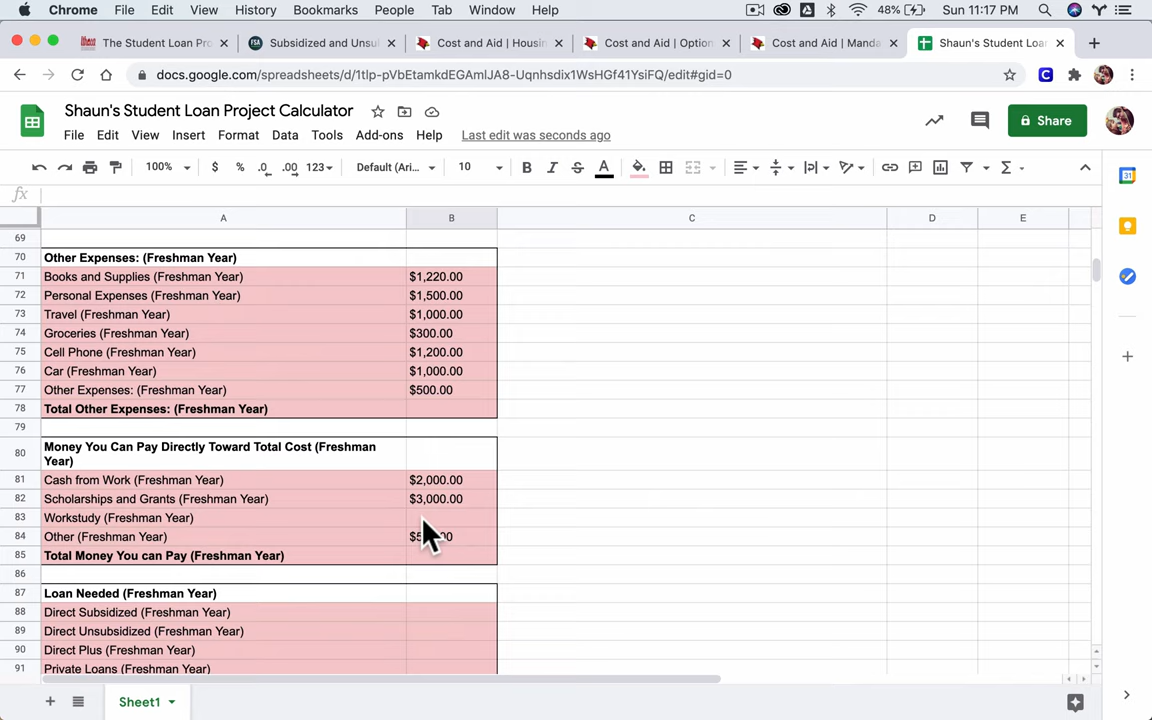 Chrome File Edit View History Bookmarks People Tab Window Help 48% Sun 11:17 PM
The Student Loan Pro Subsidized and Unsu Cost and Aid | Housin Cost and Aid | Option Cost and Aid | Manda Shaun's Student Loan
docs.google.com/spreadsheets/d/1tlp-pVbEtamkdEGAmlJA8-Uqnhsdix1WsHGf41YsiFQ/edit#gid=0
Shaun's Student Loan Project Calculator
File Edit View Insert Format Data Tools Add-ons Help Last edit was seconds ago
Share
100% $ % .0 .00 123 Default (Ari... 10 B I S A
fx
A B C D E
69
70 Other Expenses: (Freshman Year)
71 Books and Supplies (Freshman Year) $1,220.00
72 Personal Expenses (Freshman Year) $1,500.00
73 Travel (Freshman Year) $1,000.00
74 Groceries (Freshman Year) $300.00
75 Cell Phone (Freshman Year) $1,200.00
76 Car (Freshman Year) $1,000.00
77 Other Expenses: (Freshman Year) $500.00
78 Total Other Expenses: (Freshman Year)
79
80 Money You Can Pay Directly Toward Total Cost (Freshman
Year)
81 Cash from Work (Freshman Year) $2,000.00
82 Scholarships and Grants (Freshman Year) $3,000.00
83 Workstudy (Freshman Year)
84 Other (Freshman Year)
85 Total Money You can Pay (Freshman Year)
86
87 Loan Needed (Freshman Year)
88 Direct Subsidized (Freshman Year)
89 Direct Unsubsidized (Freshman Year)
90 Direct Plus (Freshman Year)
91 Private Loans (Freshman Year)
Sheet1